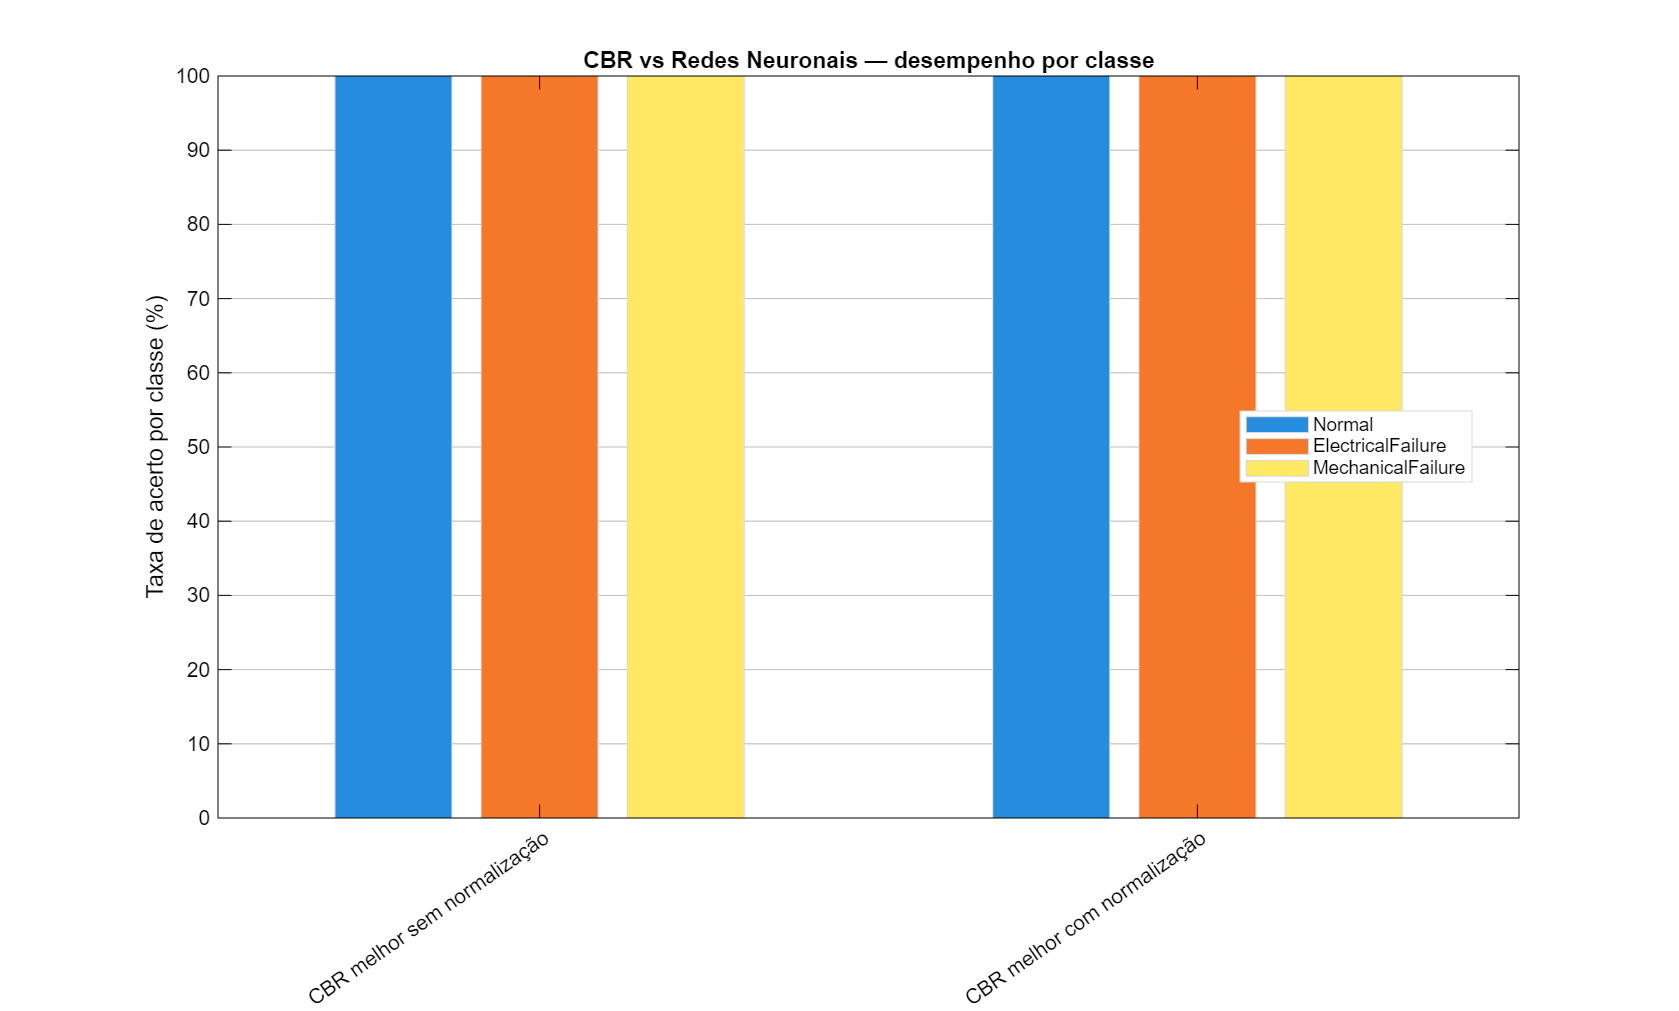 CBR vs Redes Neuronais — desempenho por classe
Taxa de acerto por classe (%)
100
90
80
70
60
50
40
30
20
10
0
Normal
ElectricalFailure
MechanicalFailure
CBR melhor sem normalização
CBR melhor com normalização